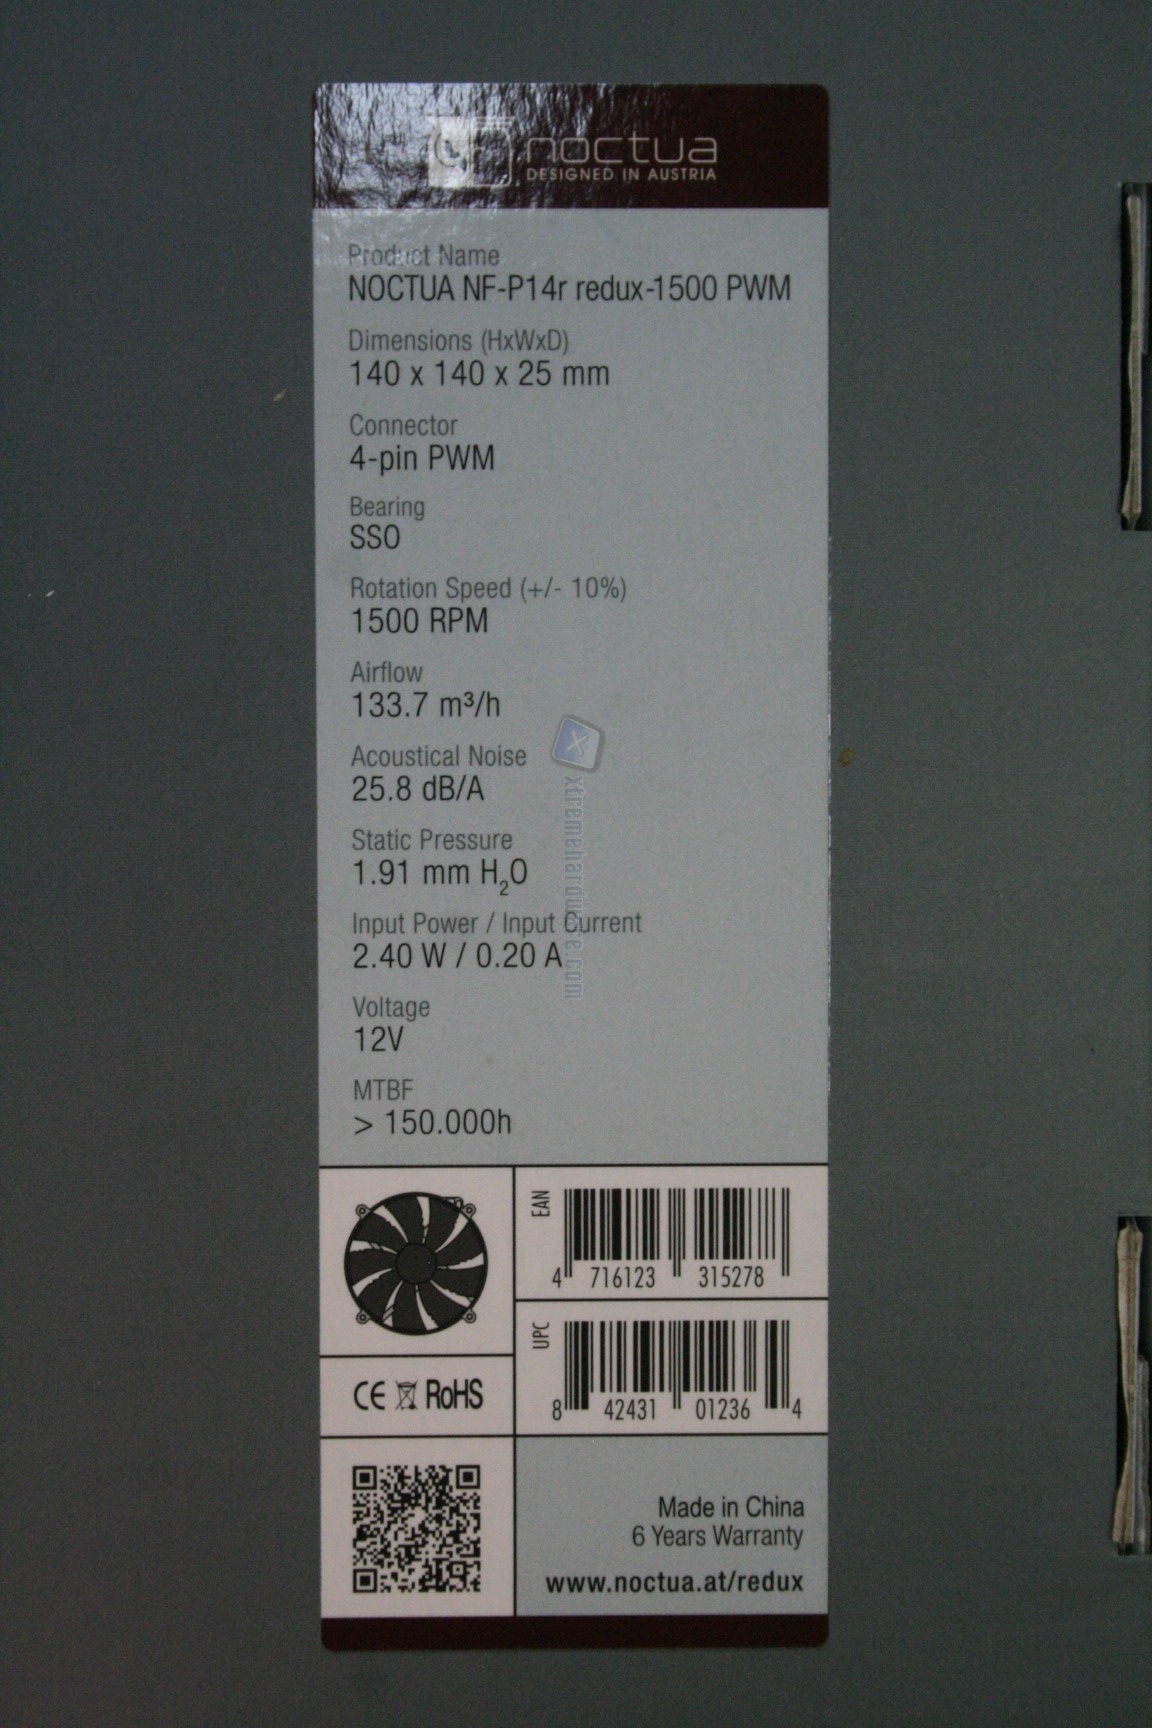 noctua
DESIGNED IN AUSTRIA
Product Name
NOCTUA NF-P14r redux-1500 PWM
Dimensions (HxWxD)
140 x 140 x 25 mm
Connector
4-pin PWM
Bearing
SSO
Rotation Speed (+/- 10%)
1500 RPM
Airflow
133.7 m³/h
Acoustical Noise
25.8 dB/A
Static Pressure
1.91 mm H₂O
Input Power / Input Current
2.40 W / 0.20 A
Voltage
12V
MTBF
> 150.000h
xtremehardware.com
EAN
4 716123 315278
UPC
8 42431 01236 4
CE RoHS
Made in China
6 Years Warranty
www.noctua.at/redux